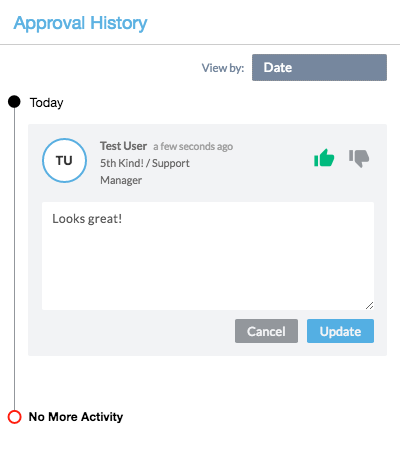 Approval History
View by: Date
Today
TU
Test User a few seconds ago
5th Kind! / Support
Manager
Looks great!
Cancel Update
No More Activity